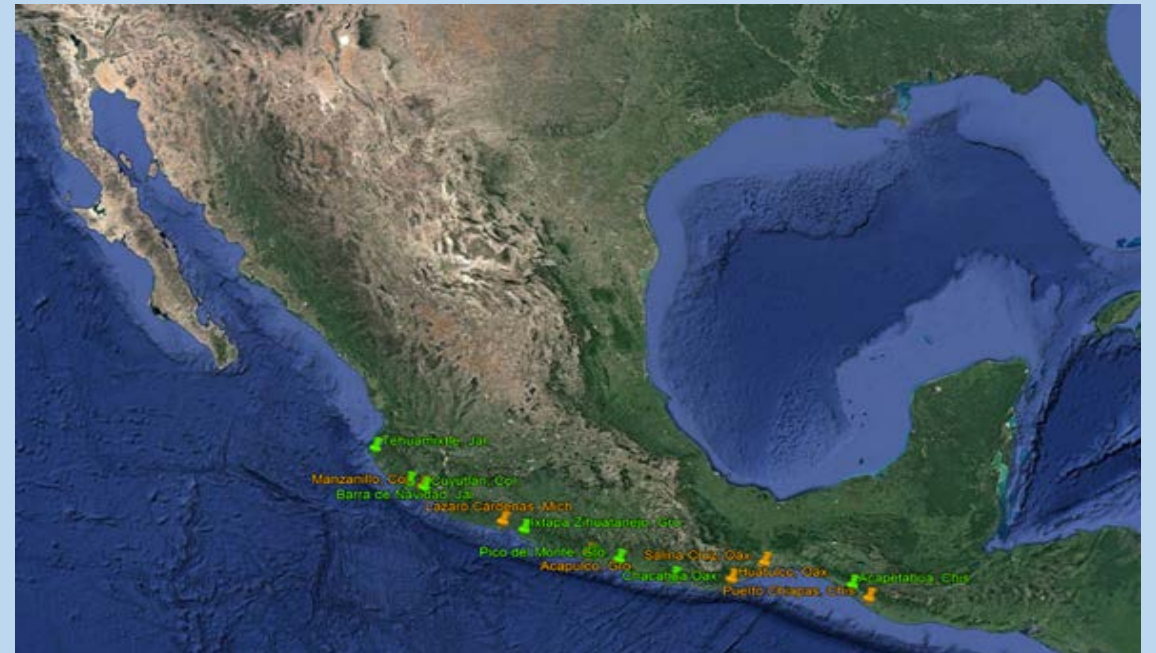 Tehuamixtle, Jal
Manzanillo, Col
Cuyutlan, Col
Barra de Navidad, Jal
Lazaro Cardenas, Mich
Ixtapa Zihuatanejo, Gro
Pico del Monte, Gro
Salina Cruz, Oax
Acapulco, Gro
Huatulco, Oax
Chacahua Oax
Acapetahua, Chis
Puerto Chiapas, Chis